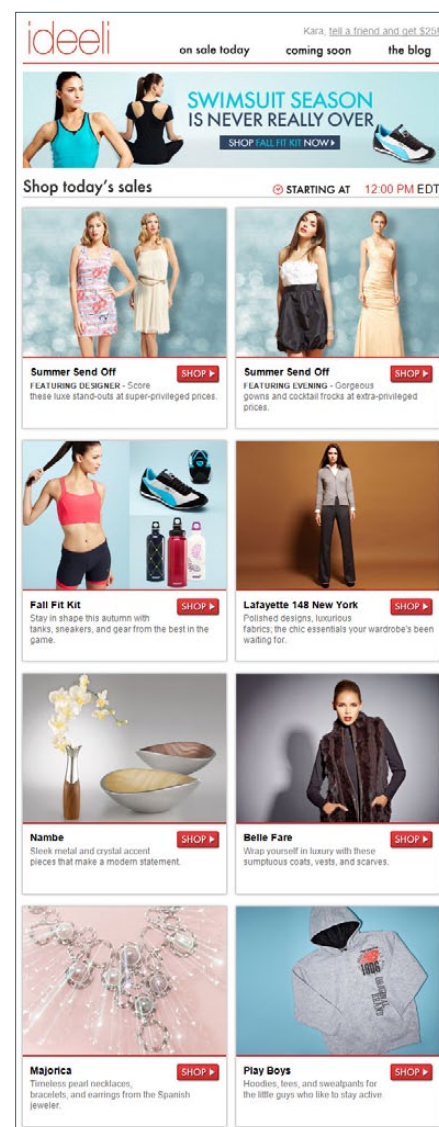 ideeli
Kara, tell a friend and get $25
on sale today coming soon the blog
SWIMSUIT SEASON
IS NEVER REALLY OVER
SHOP FALL FIT KIT NOW
Shop today's sales
STARTING AT 12:00 PM EDT
Summer Send Off
SHOP
FEATURING DESIGNER - Score
these luxe stand-outs at super-privileged prices.
Summer Send Off
SHOP
FEATURING EVENING - Gorgeous
gowns and cocktail frocks at extra-privileged
prices.
Fall Fit Kit
SHOP
Stay in shape this autumn with
tanks, sneakers, and gear from the best in the
game.
Lafayette 148 New York
SHOP
Polished designs, luxurious
fabrics; the chic essentials your wardrobe's been
waiting for.
Nambe
SHOP
Sleek metal and crystal accent
pieces that make a modern statement.
Belle Fare
SHOP
Wrap yourself in luxury with these
sumptuous coats, vests, and scarves.
Majorica
SHOP
Timeless pearl necklaces,
bracelets, and earrings from the Spanish
jeweler.
1906
Play Boys
SHOP
Hoodies, tees, and sweatpants for
the little guys who like to stay active.